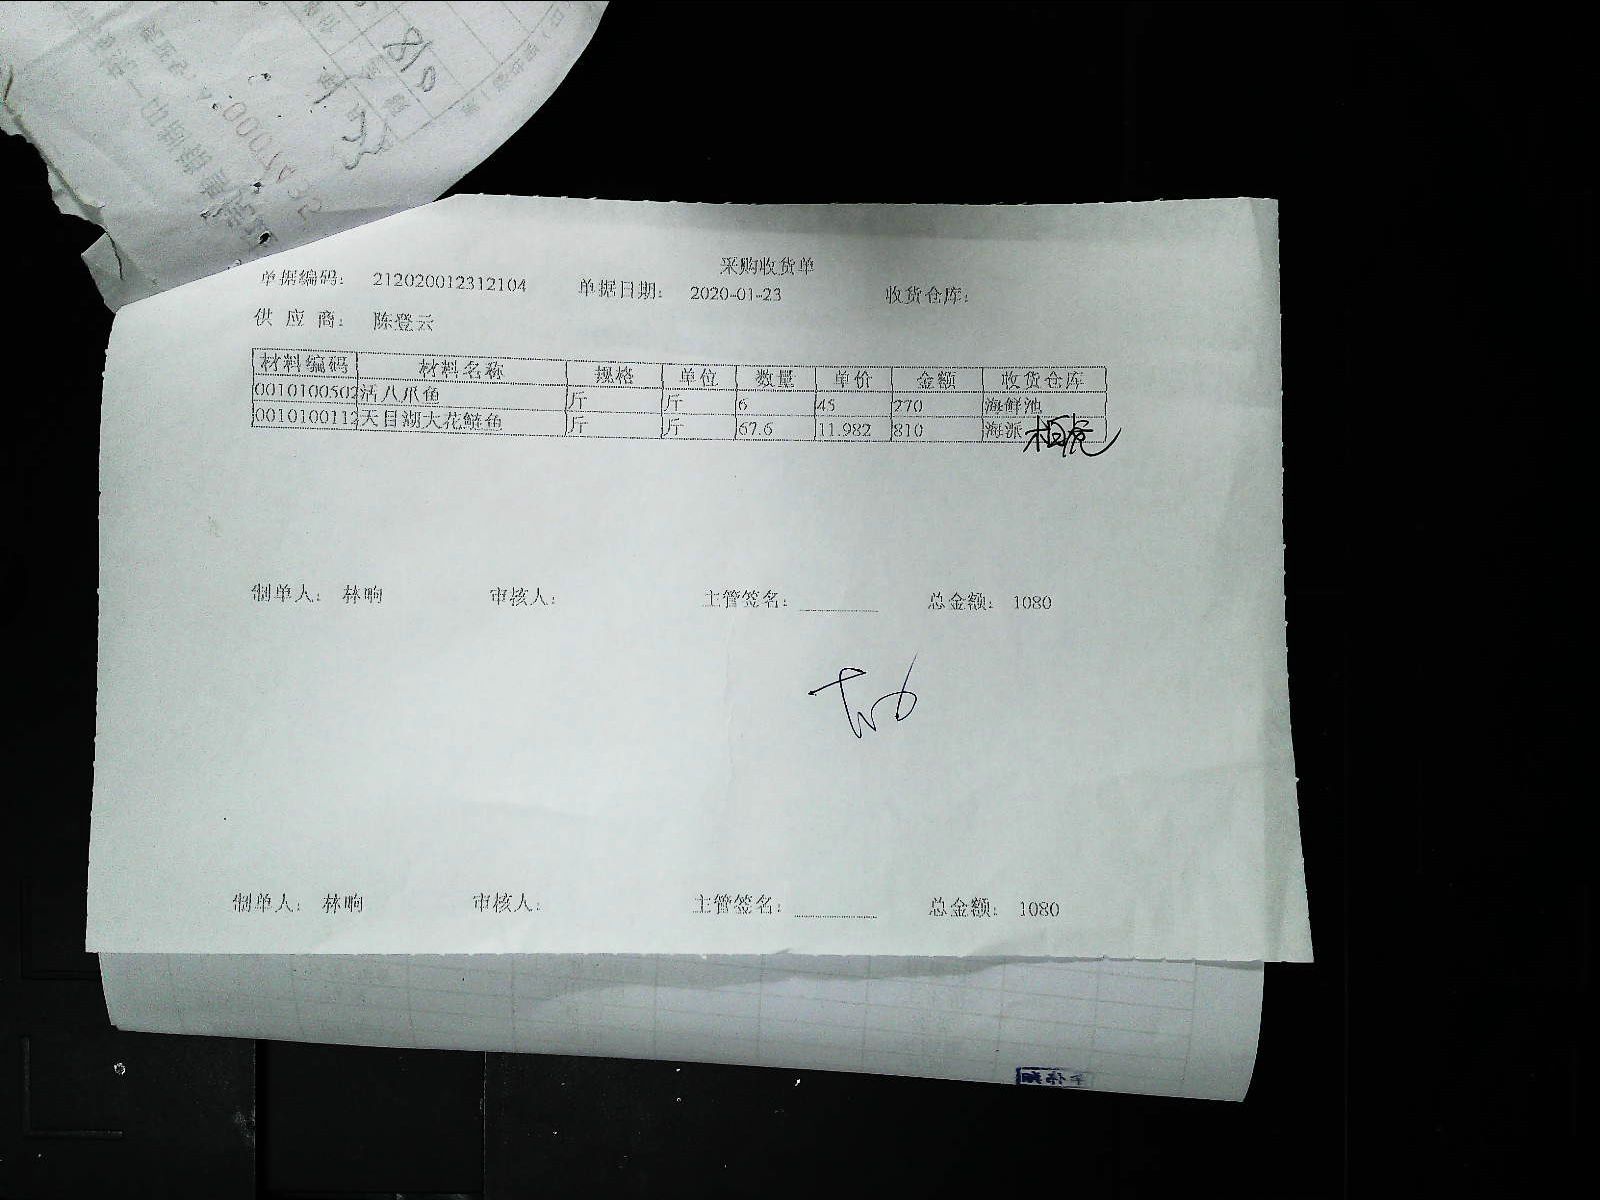 810
采购收货单
单据编码： 212020012312104 单据日期： 2020-01-23 收货仓库：
供 应 商： 陈登云
材料编码 材料名称 规格 单位 数量 单价 金额 收货仓库
0010100502 活八爪鱼 斤 斤 6 45 270 海鲜池
0010100112 天目湖大花鲢鱼 斤 斤 67.6 11.982 810 海派
制单人： 林响 审核人： 主管签名： 总金额： 1080
制单人： 林响 审核人： 主管签名： 总金额： 1080